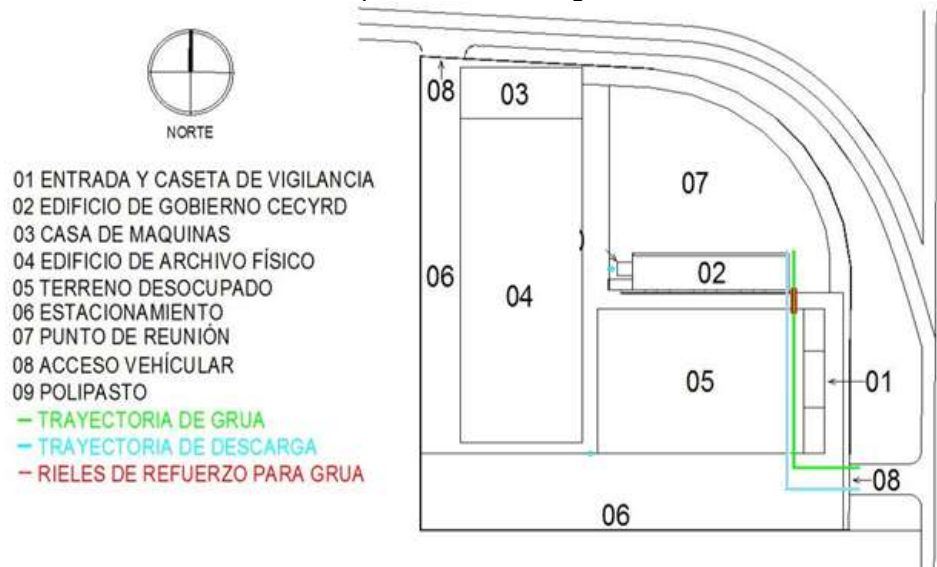 NORTE
01 ENTRADA Y CASETA DE VIGILANCIA
02 EDIFICIO DE GOBIERNO CECYRD
03 CASA DE MAQUINAS
04 EDIFICIO DE ARCHIVO FÍSICO
05 TERRENO DESOCUPADO
06 ESTACIONAMIENTO
07 PUNTO DE REUNIÓN
08 ACCESO VEHÍCULAR
09 POLIPASTO
– TRAYECTORIA DE GRUA
– TRAYECTORIA DE DESCARGA
– RIELES DE REFUERZO PARA GRUA
08
03
07
06
02
04
05
01
08
06